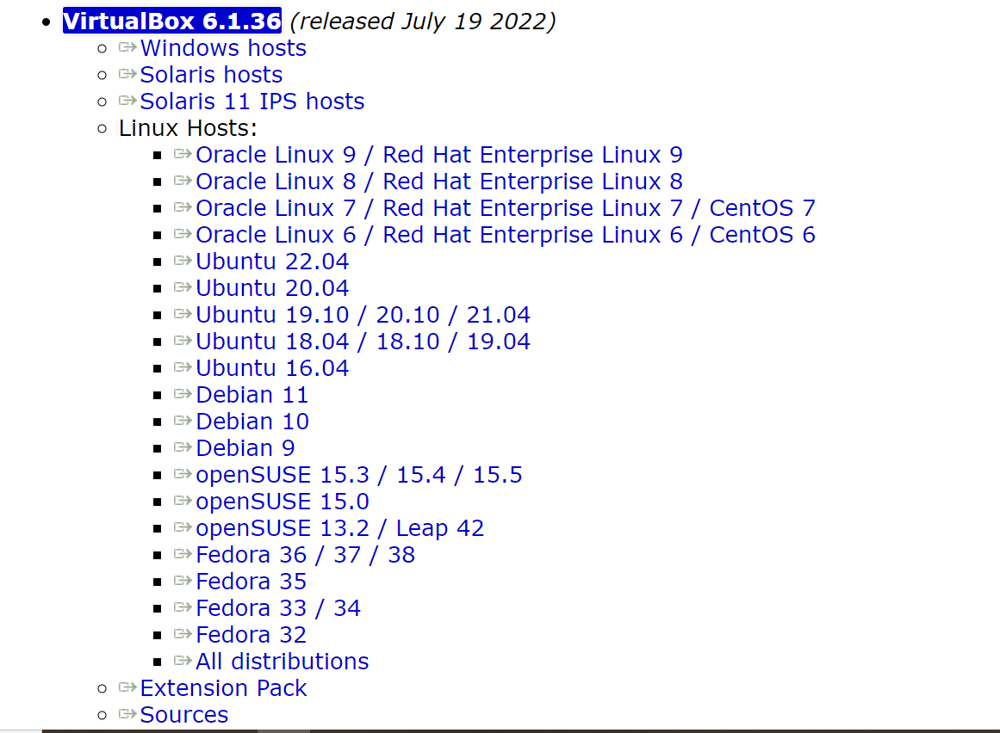 VirtualBox 6.1.36 (released July 19 2022)
Windows hosts
Solaris hosts
Solaris 11 IPS hosts
Linux Hosts:
Oracle Linux 9 / Red Hat Enterprise Linux 9
Oracle Linux 8 / Red Hat Enterprise Linux 8
Oracle Linux 7 / Red Hat Enterprise Linux 7 / CentOS 7
Oracle Linux 6 / Red Hat Enterprise Linux 6 / CentOS 6
Ubuntu 22.04
Ubuntu 20.04
Ubuntu 19.10 / 20.10 / 21.04
Ubuntu 18.04 / 18.10 / 19.04
Ubuntu 16.04
Debian 11
Debian 10
Debian 9
openSUSE 15.3 / 15.4 / 15.5
openSUSE 15.0
openSUSE 13.2 / Leap 42
Fedora 36 / 37 / 38
Fedora 35
Fedora 33 / 34
Fedora 32
All distributions
Extension Pack
Sources